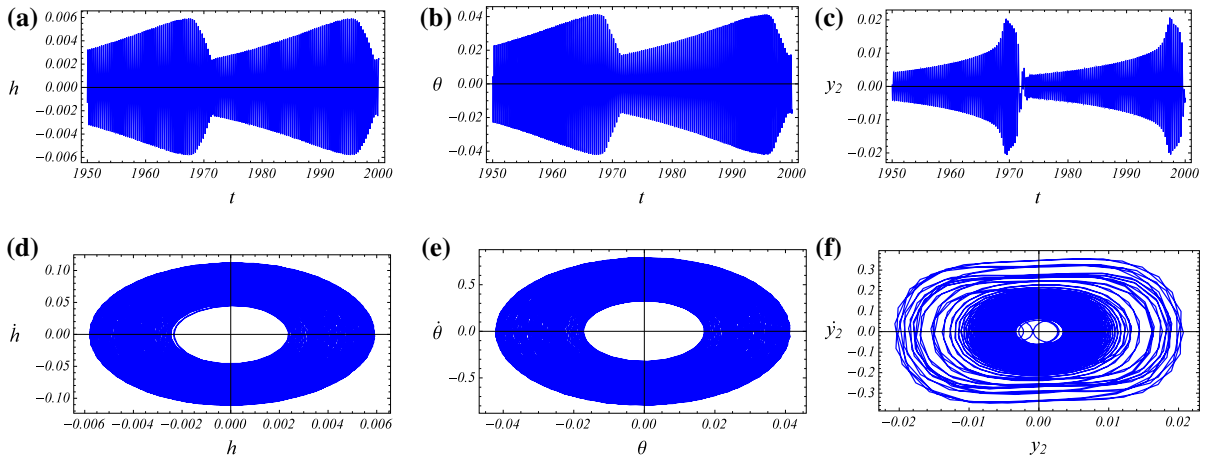 (a)
0.006
0.004
0.002
0.000
−0.002
−0.004
−0.006
h
1950 1960 1970 1980 1990 2000
t
(b)
0.04
0.02
0.00
−0.02
−0.04
θ
1950 1960 1970 1980 1990 2000
t
(c)
0.02
0.01
0.00
−0.01
−0.02
y₂
1950 1960 1970 1980 1990 2000
t
(d)
0.10
0.05
0.00
−0.05
−0.10
ḣ
−0.006 −0.004 −0.002 0.000 0.002 0.004 0.006
h
(e)
0.5
0.0
−0.5
θ̇
−0.04 −0.02 0.00 0.02 0.04
θ
(f)
0.3
0.2
0.1
0.0
−0.1
−0.2
−0.3
ẏ₂
−0.02 −0.01 0.00 0.01 0.02
y₂